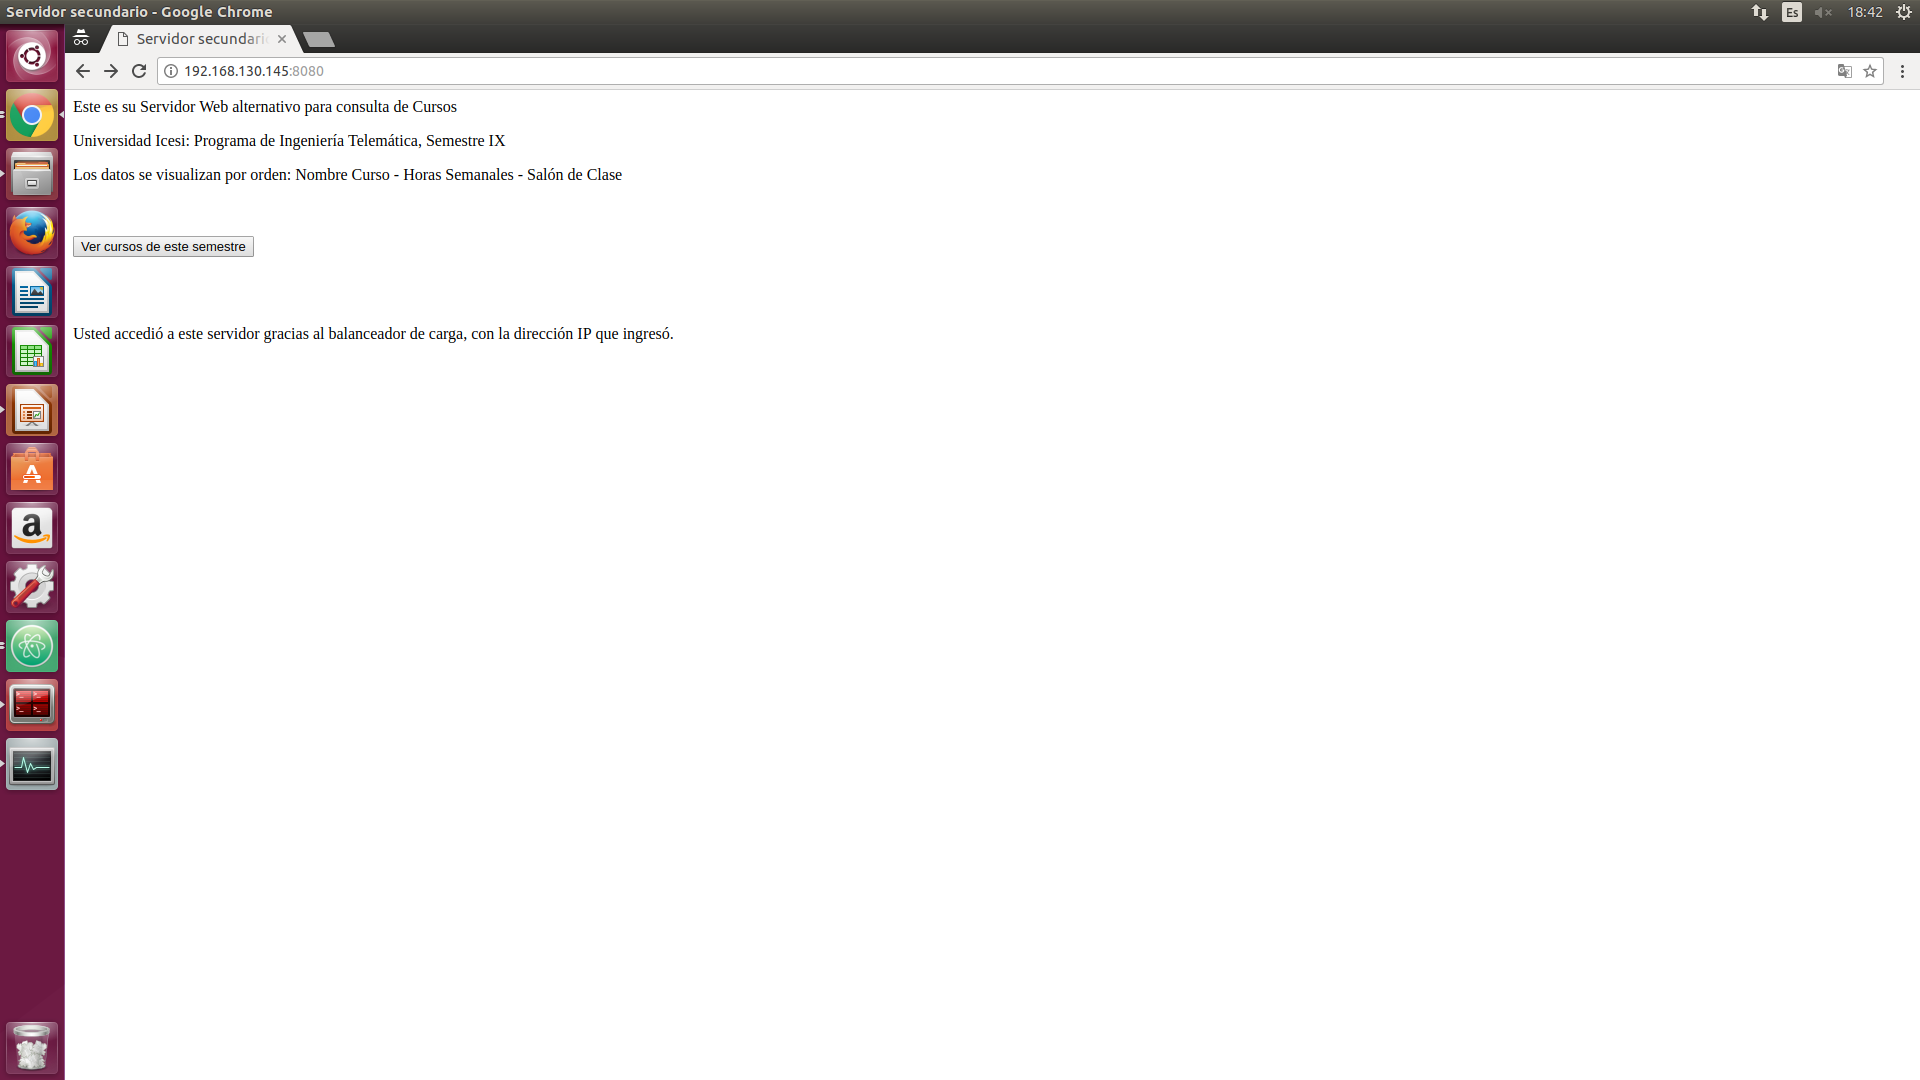 Servidor secundario - Google Chrome
Es
18:42
Servidor secundario
192.168.130.145:8080
Este es su Servidor Web alternativo para consulta de Cursos
Universidad Icesi: Programa de Ingeniería Telemática, Semestre IX
Los datos se visualizan por orden: Nombre Curso - Horas Semanales - Salón de Clase
Ver cursos de este semestre
Usted accedió a este servidor gracias al balanceador de carga, con la dirección IP que ingresó.